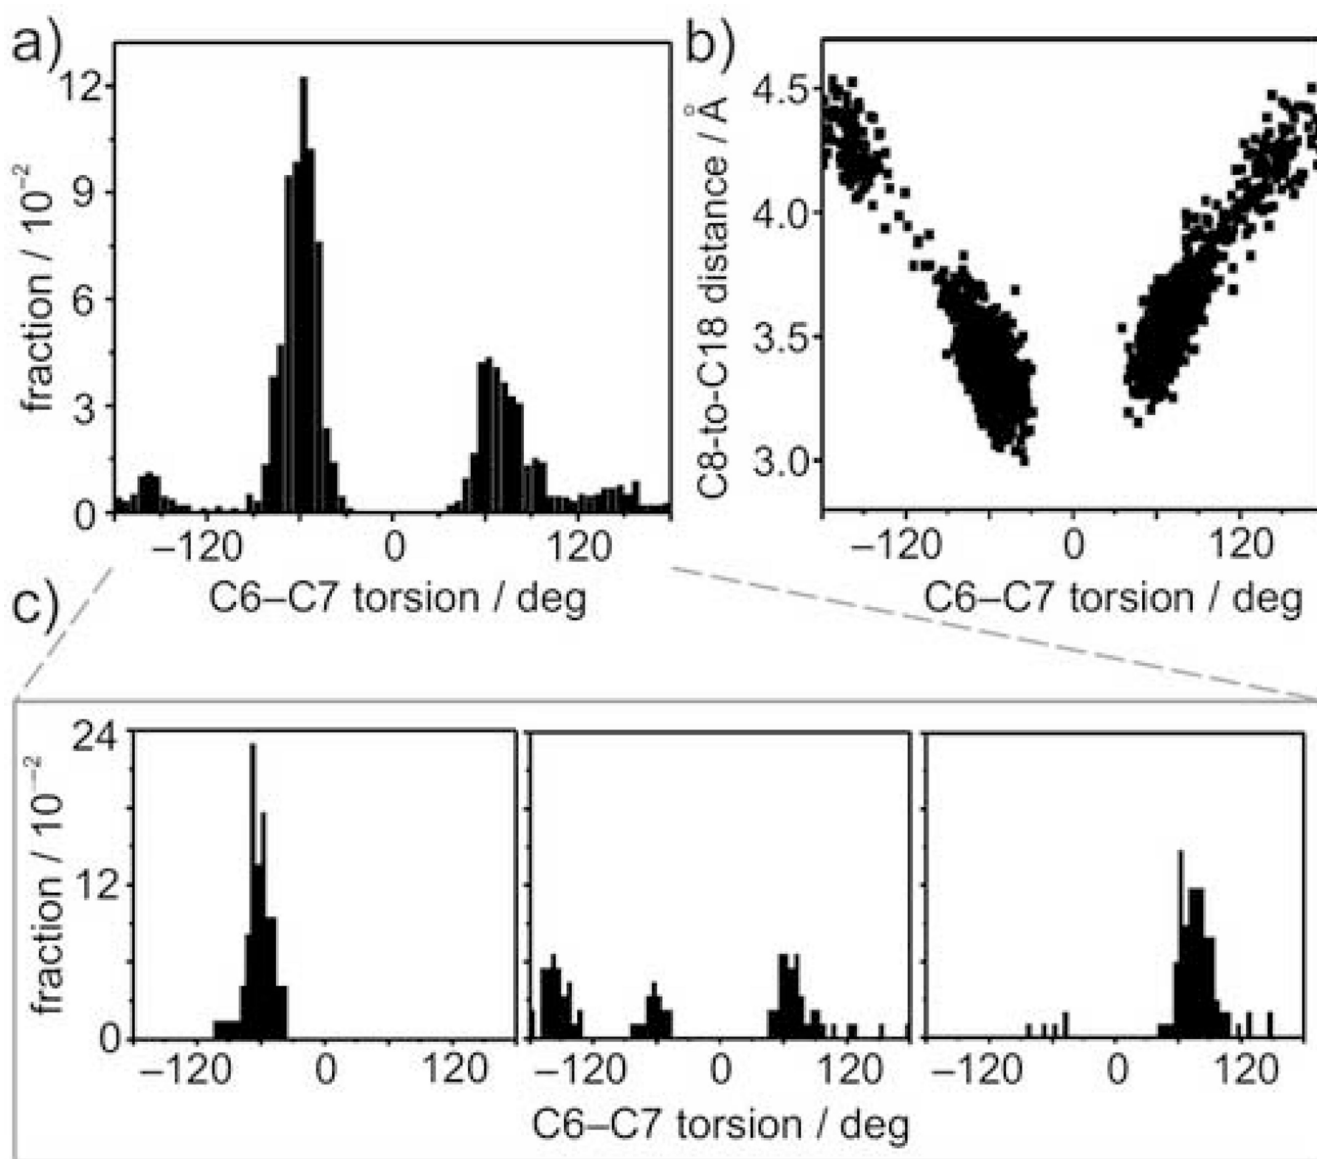 a)
12
9
6
3
0
fraction / 10⁻²
−120 0 120
C6–C7 torsion / deg
b)
4.5
4.0
3.5
3.0
C8-to-C18 distance / Å
−120 0 120
C6–C7 torsion / deg
c)
24
12
0
fraction / 10⁻²
−120 0 120 −120 0 120 −120 0 120
C6–C7 torsion / deg